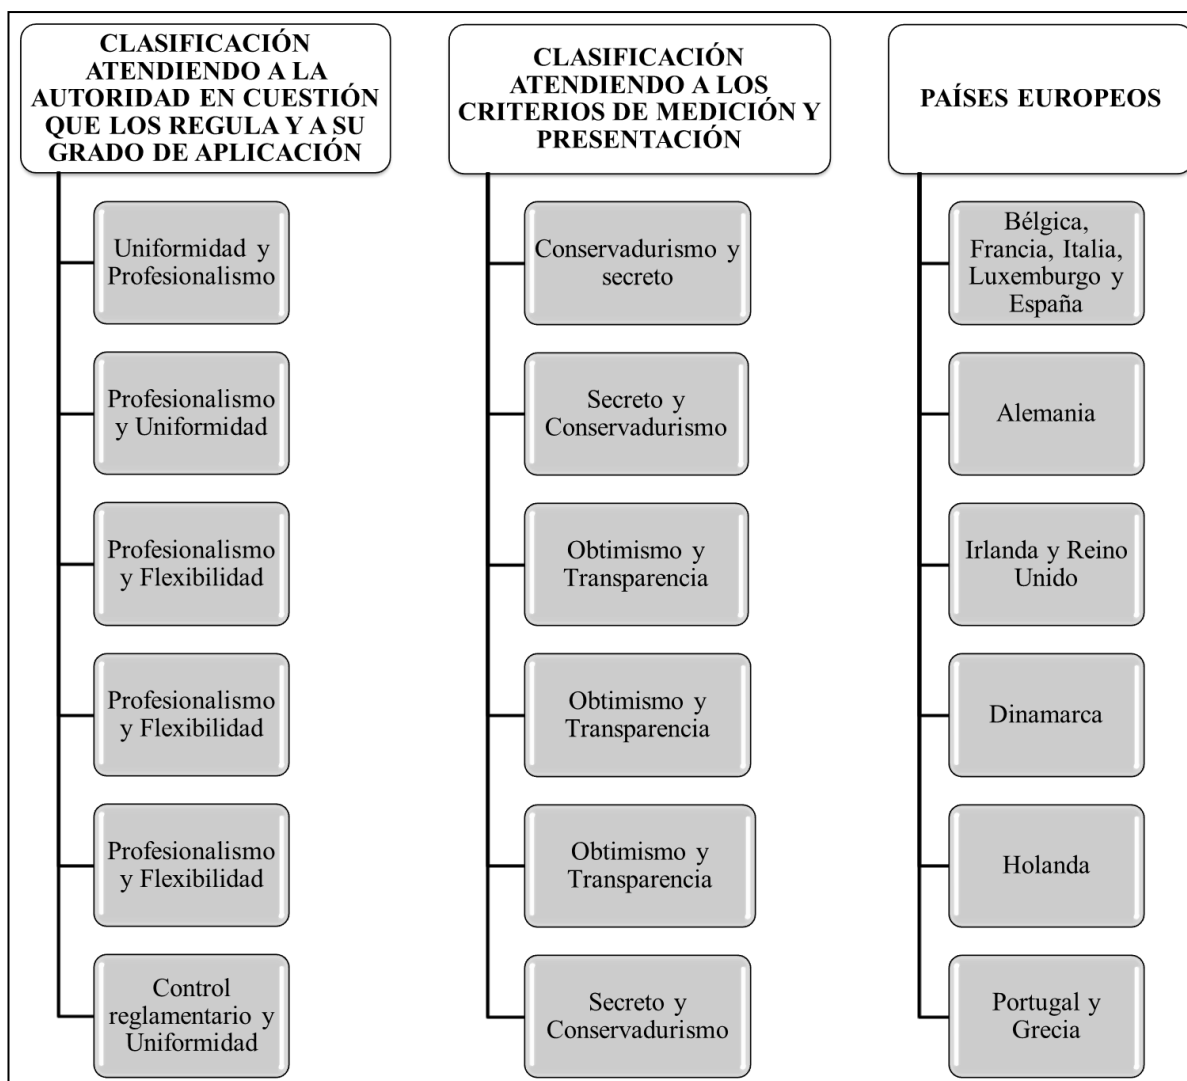 CLASIFICACIÓN
ATENDIENDO A LA
AUTORIDAD EN CUESTIÓN
QUE LOS REGULA Y A SU
GRADO DE APLICACIÓN
Uniformidad y
Profesionalismo
Profesionalismo
y Uniformidad
Profesionalismo
y Flexibilidad
Profesionalismo
y Flexibilidad
Profesionalismo
y Flexibilidad
Control
reglamentario y
Uniformidad
CLASIFICACIÓN
ATENDIENDO A LOS
CRITERIOS DE MEDICIÓN Y
PRESENTACIÓN
Conservadurismo y
secreto
Secreto y
Conservadurismo
Obtimismo y
Transparencia
Obtimismo y
Transparencia
Obtimismo y
Transparencia
Secreto y
Conservadurismo
PAÍSES EUROPEOS
Bélgica,
Francia, Italia,
Luxemburgo y
España
Alemania
Irlanda y Reino
Unido
Dinamarca
Holanda
Portugal y
Grecia